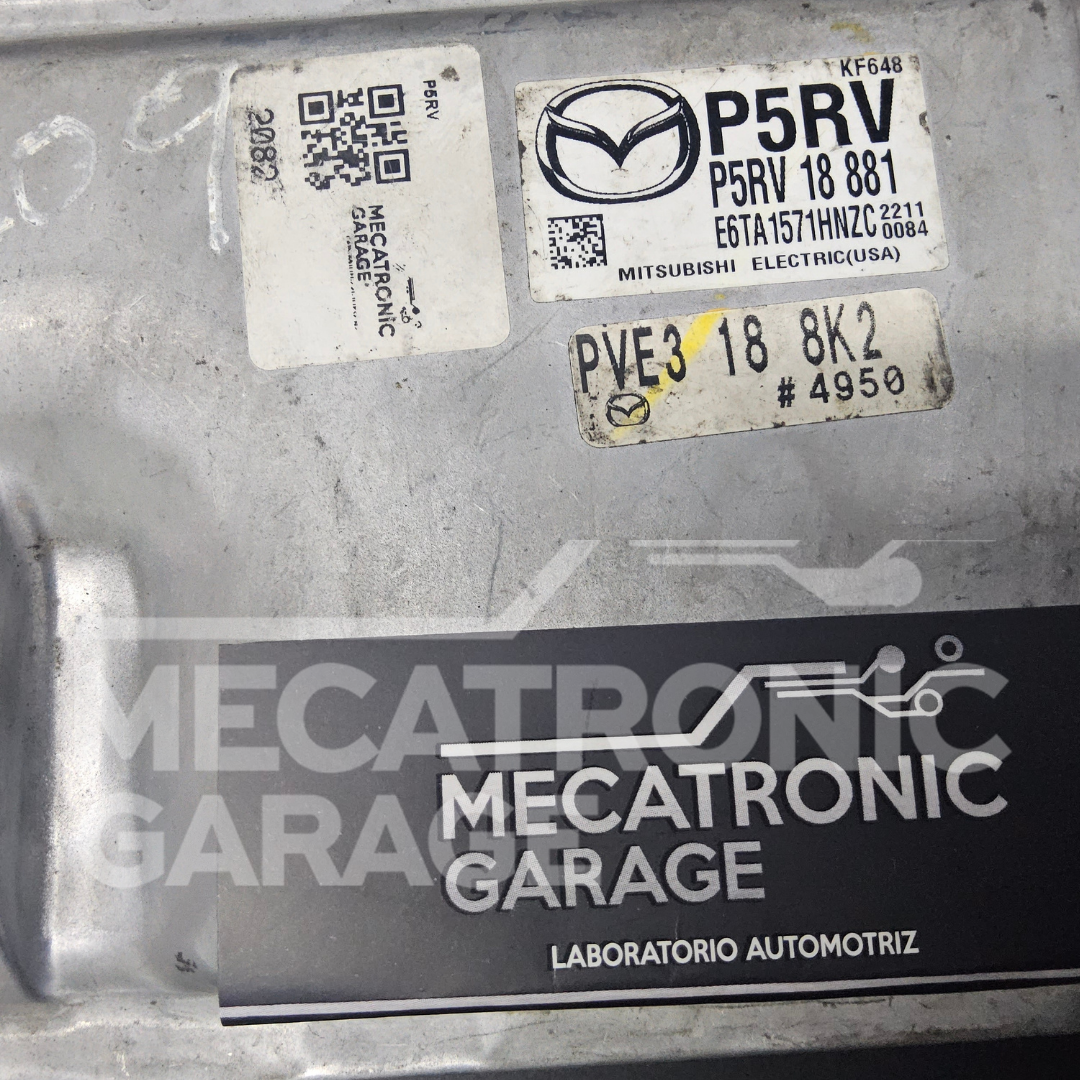 209
P5RV
2082
MECATRONIC
GARAGE
KF648
P5RV
P5RV 18 881
E6TA1571HNZC 2211
0084
MITSUBISHI ELECTRIC(USA)
PVE3 18 8K2
#4950
MECATRONIC
GARAGE
MECATRONIC
GARAGE
LABORATORIO AUTOMOTRIZ